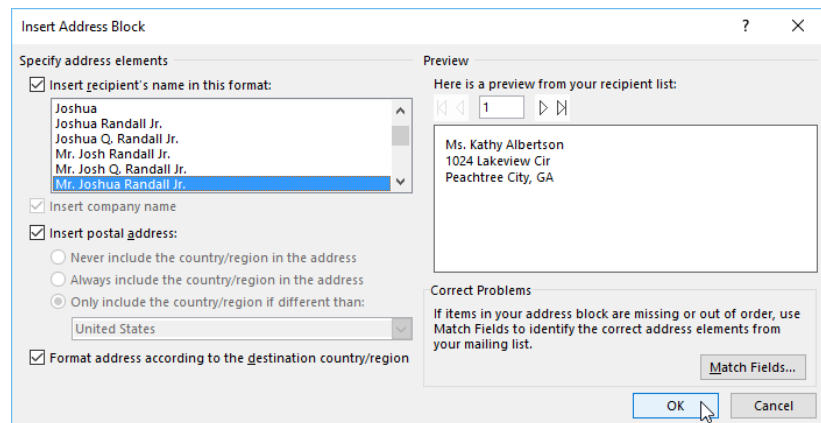 Insert Address Block
?
Specify address elements
Insert recipient's name in this format:
Joshua
Joshua Randall Jr.
Joshua Q. Randall Jr.
Mr. Josh Randall Jr.
Mr. Josh Q. Randall Jr.
Mr. Joshua Randall Jr.
Insert company name
Insert postal address:
Never include the country/region in the address
Always include the country/region in the address
Only include the country/region if different than:
United States
Format address according to the destination country/region
Preview
Here is a preview from your recipient list:
1
Ms. Kathy Albertson
1024 Lakeview Cir
Peachtree City, GA
Correct Problems
If items in your address block are missing or out of order, use
Match Fields to identify the correct address elements from
your mailing list.
Match Fields...
OK
Cancel